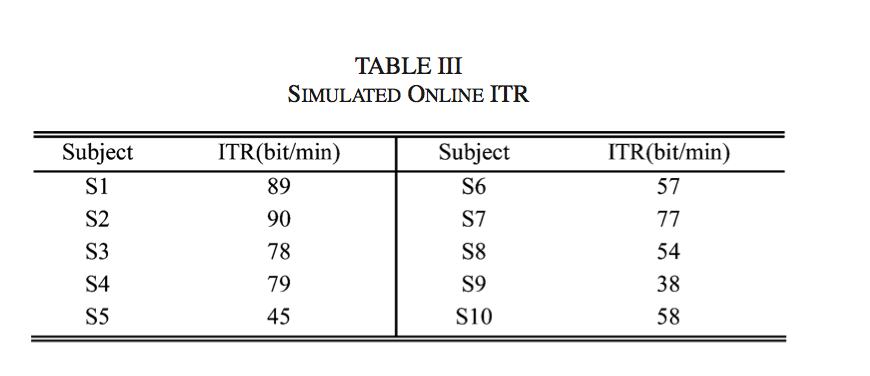 TABLE III
SIMULATED ONLINE ITR
Subject ITR(bit/min) Subject ITR(bit/min)
S1 89 S6 57
S2 90 S7 77
S3 78 S8 54
S4 79 S9 38
S5 45 S10 58